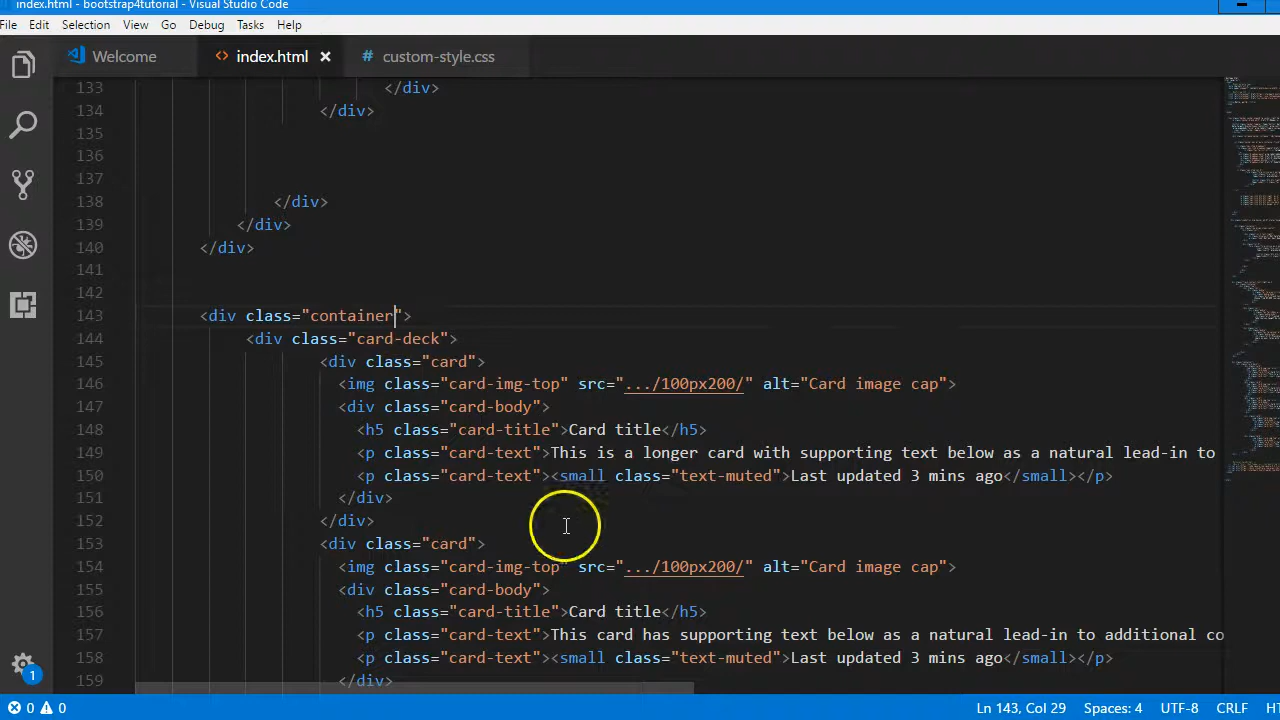 index.html - bootstrap4tutorial - Visual Studio Code
File Edit Selection View Go Debug Tasks Help
Welcome index.html custom-style.css
133 </div>
134 </div>
135
136
137
138 </div>
139 </div>
140 </div>
141
142
143 <div class="container">
144 <div class="card-deck">
145 <div class="card">
146 <img class="card-img-top" src=".../100px200/" alt="Card image cap">
147 <div class="card-body">
148 <h5 class="card-title">Card title</h5>
149 <p class="card-text">This is a longer card with supporting text below as a natural lead-in to
150 <p class="card-text"><small class="text-muted">Last updated 3 mins ago</small></p>
151 </div>
152 </div>
153 <div class="card">
154 <img class="card-img-top" src=".../100px200/" alt="Card image cap">
155 <div class="card-body">
156 <h5 class="card-title">Card title</h5>
157 <p class="card-text">This card has supporting text below as a natural lead-in to additional co
158 <p class="card-text"><small class="text-muted">Last updated 3 mins ago</small></p>
159 </div>
1
0 0 Ln 143, Col 29 Spaces: 4 UTF-8 CRLF HT